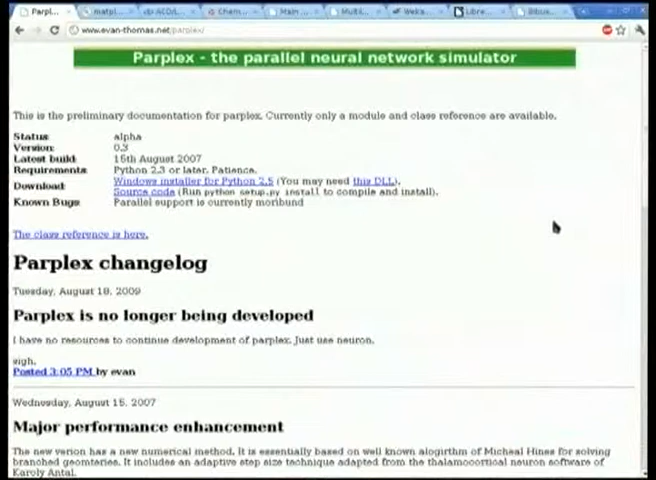 Parpl...
matpl...
Chem...
Main...
Libre...
www.evan-thomas.net/parplex/
Parplex - the parallel neural network simulator
This is the preliminary documentation for parplex. Currently only a module and class reference are available.
Status: alpha
Version: 0.3
Latest build: 15th August 2007
Requirements: Python 2.3 or later. Patience.
Download: Windows installer for Python 2.5 (You may need this DLL).
Source code (Run python setup.py install to compile and install).
Known Bugs: Parallel support is currently moribund
The class reference is here.
Parplex changelog
Tuesday, August 18, 2009
Parplex is no longer being developed
I have no resources to continue development of parplex. Just use neuron.
sigh.
Posted 3:05 PM by evan
Wednesday, August 15, 2007
Major performance enhancement
The new verion has a new numerical method. It is essentially based on well known alogirthm of Micheal Hines for solving
branched geomteries. It includes an adaptive step size technique adapted from the thalamocortical neuron software of
Karoly Antal.